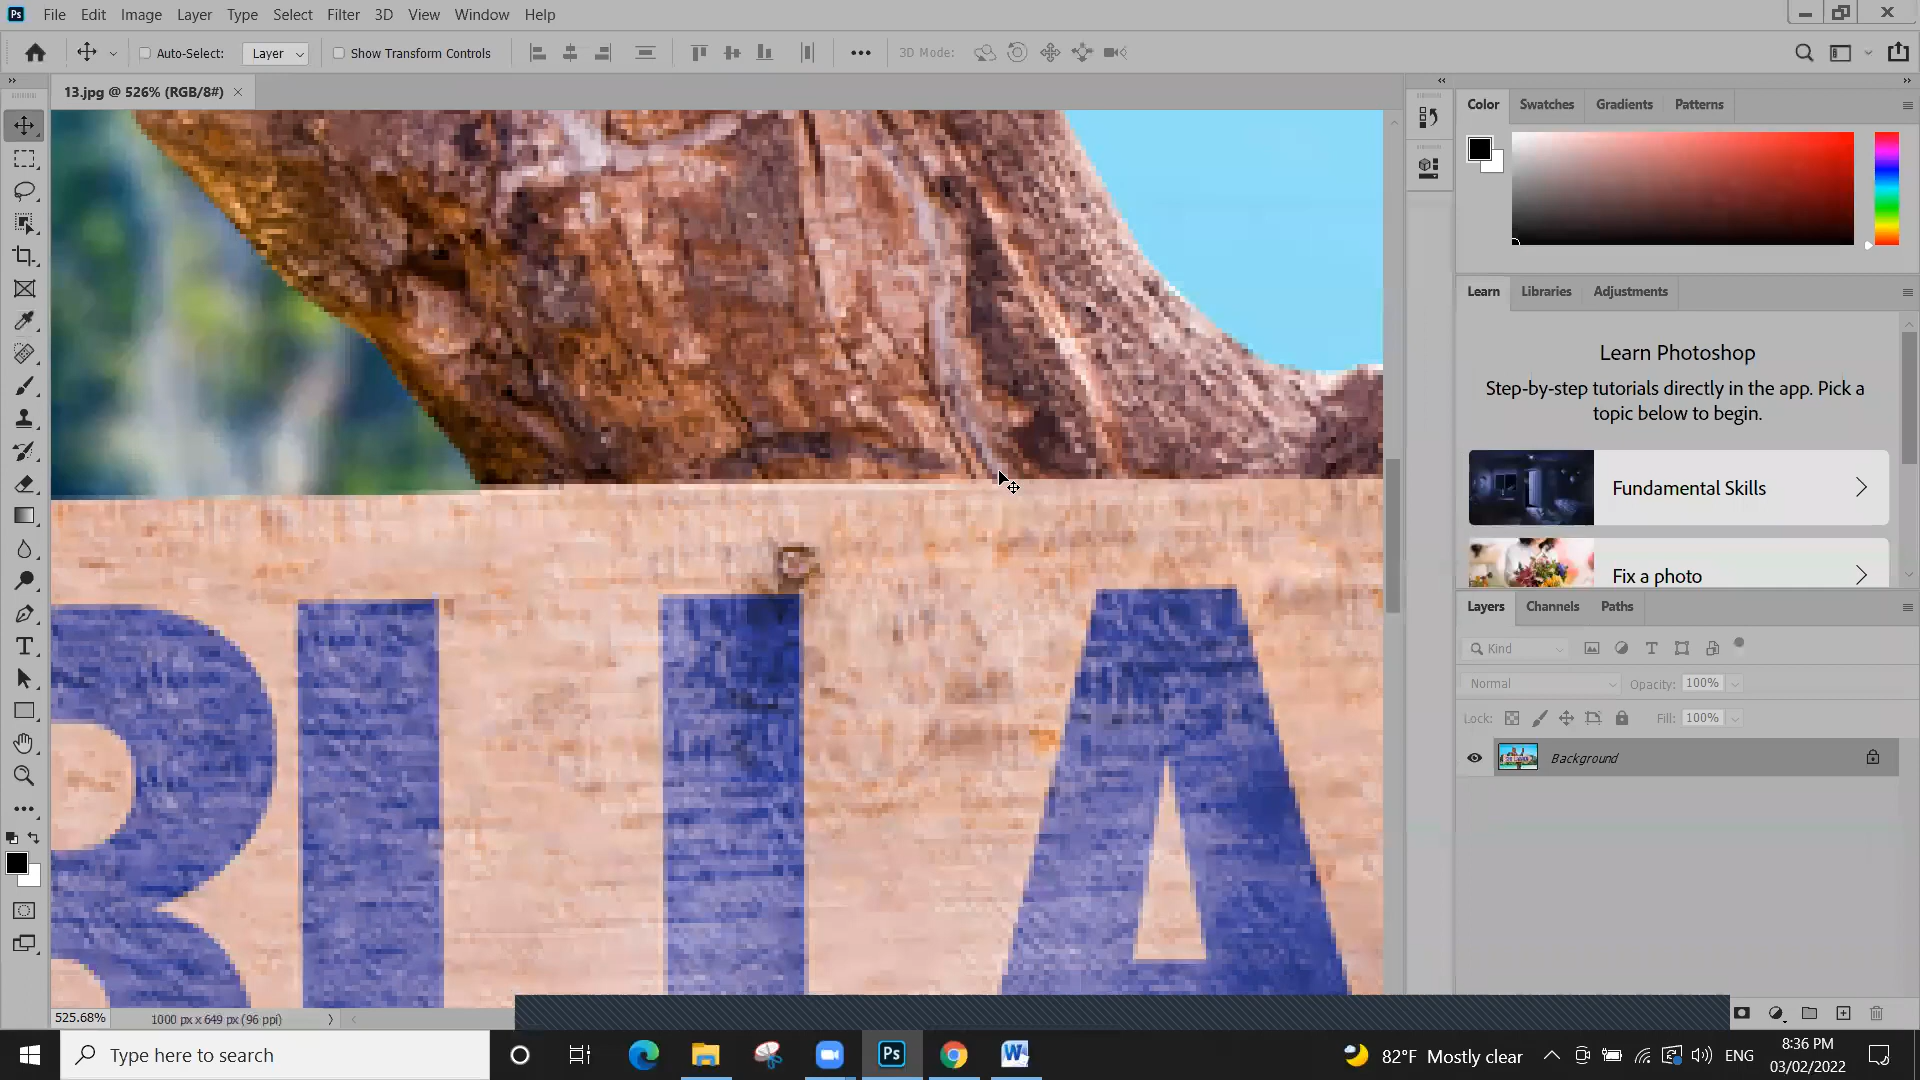 Ps File Edit Image Layer Type Select Filter 3D View Window Help
Auto-Select: Layer Show Transform Controls 3D Mode:
13.jpg @ 526% (RGB/8#)
Color Swatches Gradients Patterns
Learn Libraries Adjustments
Learn Photoshop
Step-by-step tutorials directly in the app. Pick a
topic below to begin.
Fundamental Skills
Fix a photo
Layers Channels Paths
Kind
Normal Opacity: 100%
Lock: Fill: 100%
Background
525.68% 1000 px x 649 px (96 ppi)
Type here to search
Ps
82°F Mostly clear
ENG
8:36 PM
03/02/2022